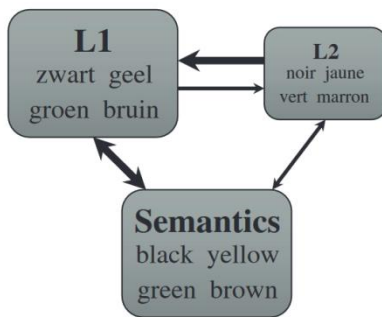 L1
zwart geel
groen bruin
L2
noir jaune
vert marron
Semantics
black yellow
green brown